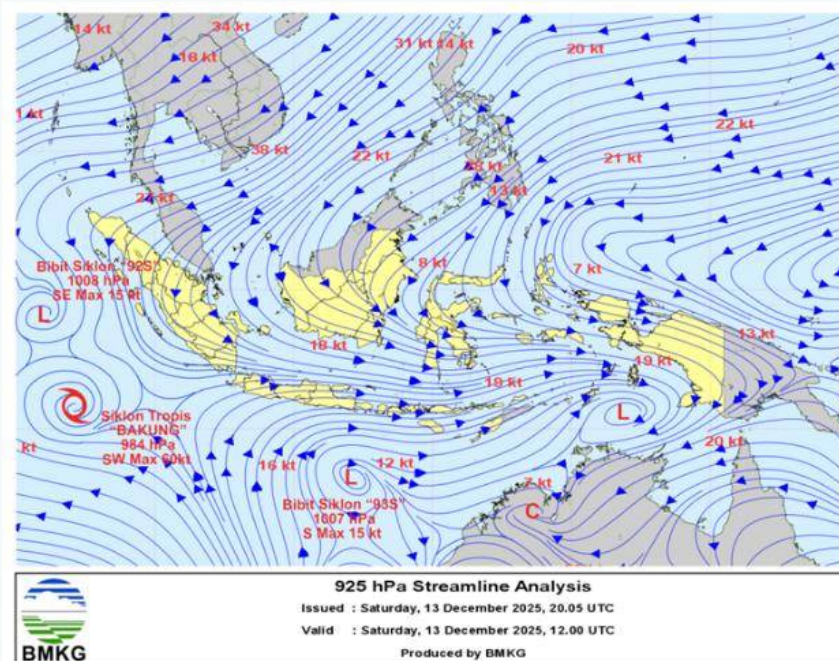 14 kt
34 kt
18 kt
31 kt
14 kt
20 kt
22 kt
38 kt
22 kt
21 kt
28 kt
13 kt
8 kt
7 kt
Bibit Siklon "92S"
1008 hPa
SE Max 15 kt
L
18 kt
13 kt
19 kt
19 kt
L
Siklon Tropis
"BAKUNG"
984 hPa
SW Max 60kt
kt
20 kt
16 kt
12 kt
L
7 kt
C
Bibit Siklon "93S"
1007 hPa
S Max 15 kt
BMKG
925 hPa Streamline Analysis
Issued : Saturday, 13 December 2025, 20.05 UTC
Valid : Saturday, 13 December 2025, 12.00 UTC
Produced by BMKG